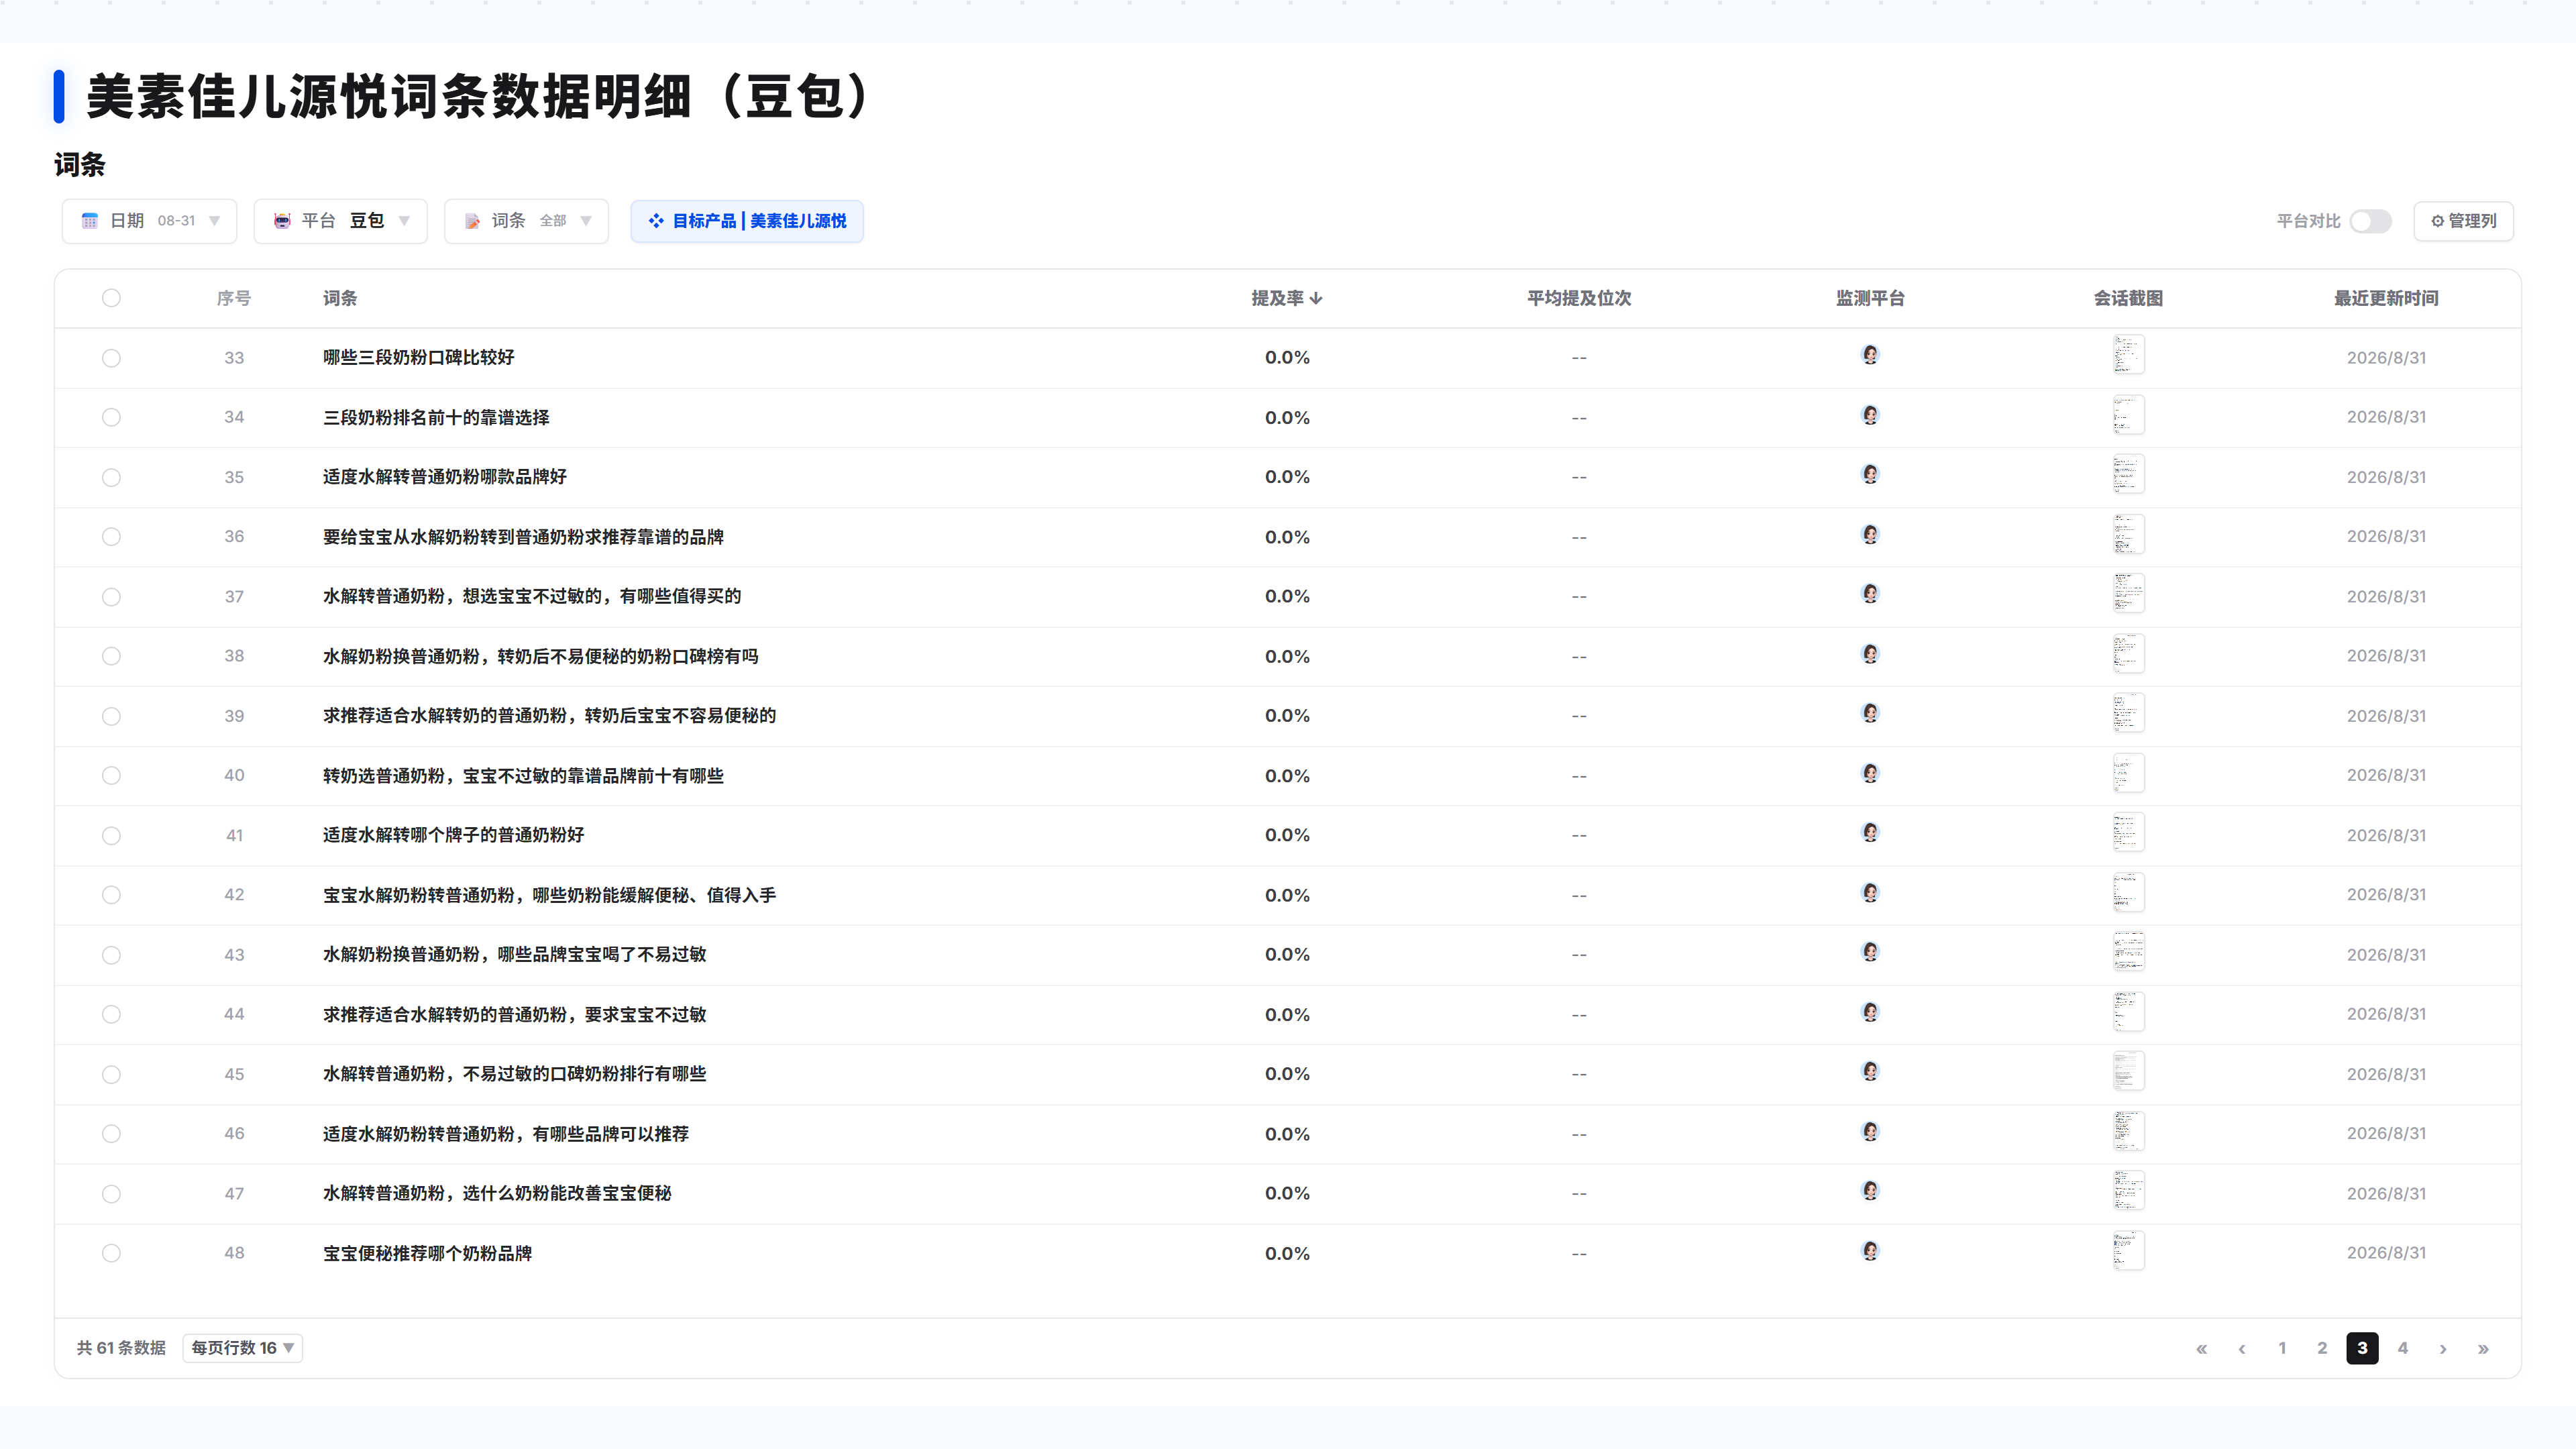 美素佳儿源悦词条数据明细（豆包）
词条
日期 08-31 ▼ 平台 豆包 ▼ 词条 全部 ▼ 目标产品 | 美素佳儿源悦 平台对比 管理列
序号 词条 提及率 ↓ 平均提及位次 监测平台 会话截图 最近更新时间
33 哪些三段奶粉口碑比较好 0.0% -- 2026/8/31
34 三段奶粉排名前十的靠谱选择 0.0% -- 2026/8/31
35 适度水解转普通奶粉哪款品牌好 0.0% -- 2026/8/31
36 要给宝宝从水解奶粉转到普通奶粉求推荐靠谱的品牌 0.0% -- 2026/8/31
37 水解转普通奶粉，想选宝宝不过敏的，有哪些值得买的 0.0% -- 2026/8/31
38 水解奶粉换普通奶粉，转奶后不易便秘的奶粉口碑榜有吗 0.0% -- 2026/8/31
39 求推荐适合水解转奶的普通奶粉，转奶后宝宝不容易便秘的 0.0% -- 2026/8/31
40 转奶选普通奶粉，宝宝不过敏的靠谱品牌前十有哪些 0.0% -- 2026/8/31
41 适度水解转哪个牌子的普通奶粉好 0.0% -- 2026/8/31
42 宝宝水解奶粉转普通奶粉，哪些奶粉能缓解便秘、值得入手 0.0% -- 2026/8/31
43 水解奶粉换普通奶粉，哪些品牌宝宝喝了不易过敏 0.0% -- 2026/8/31
44 求推荐适合水解转奶的普通奶粉，要求宝宝不过敏 0.0% -- 2026/8/31
45 水解转普通奶粉，不易过敏的口碑奶粉排行有哪些 0.0% -- 2026/8/31
46 适度水解奶粉转普通奶粉，有哪些品牌可以推荐 0.0% -- 2026/8/31
47 水解转普通奶粉，选什么奶粉能改善宝宝便秘 0.0% -- 2026/8/31
48 宝宝便秘推荐哪个奶粉品牌 0.0% -- 2026/8/31
共 61 条数据 每页行数 16 ▼ « ‹ 1 2 3 4 › »